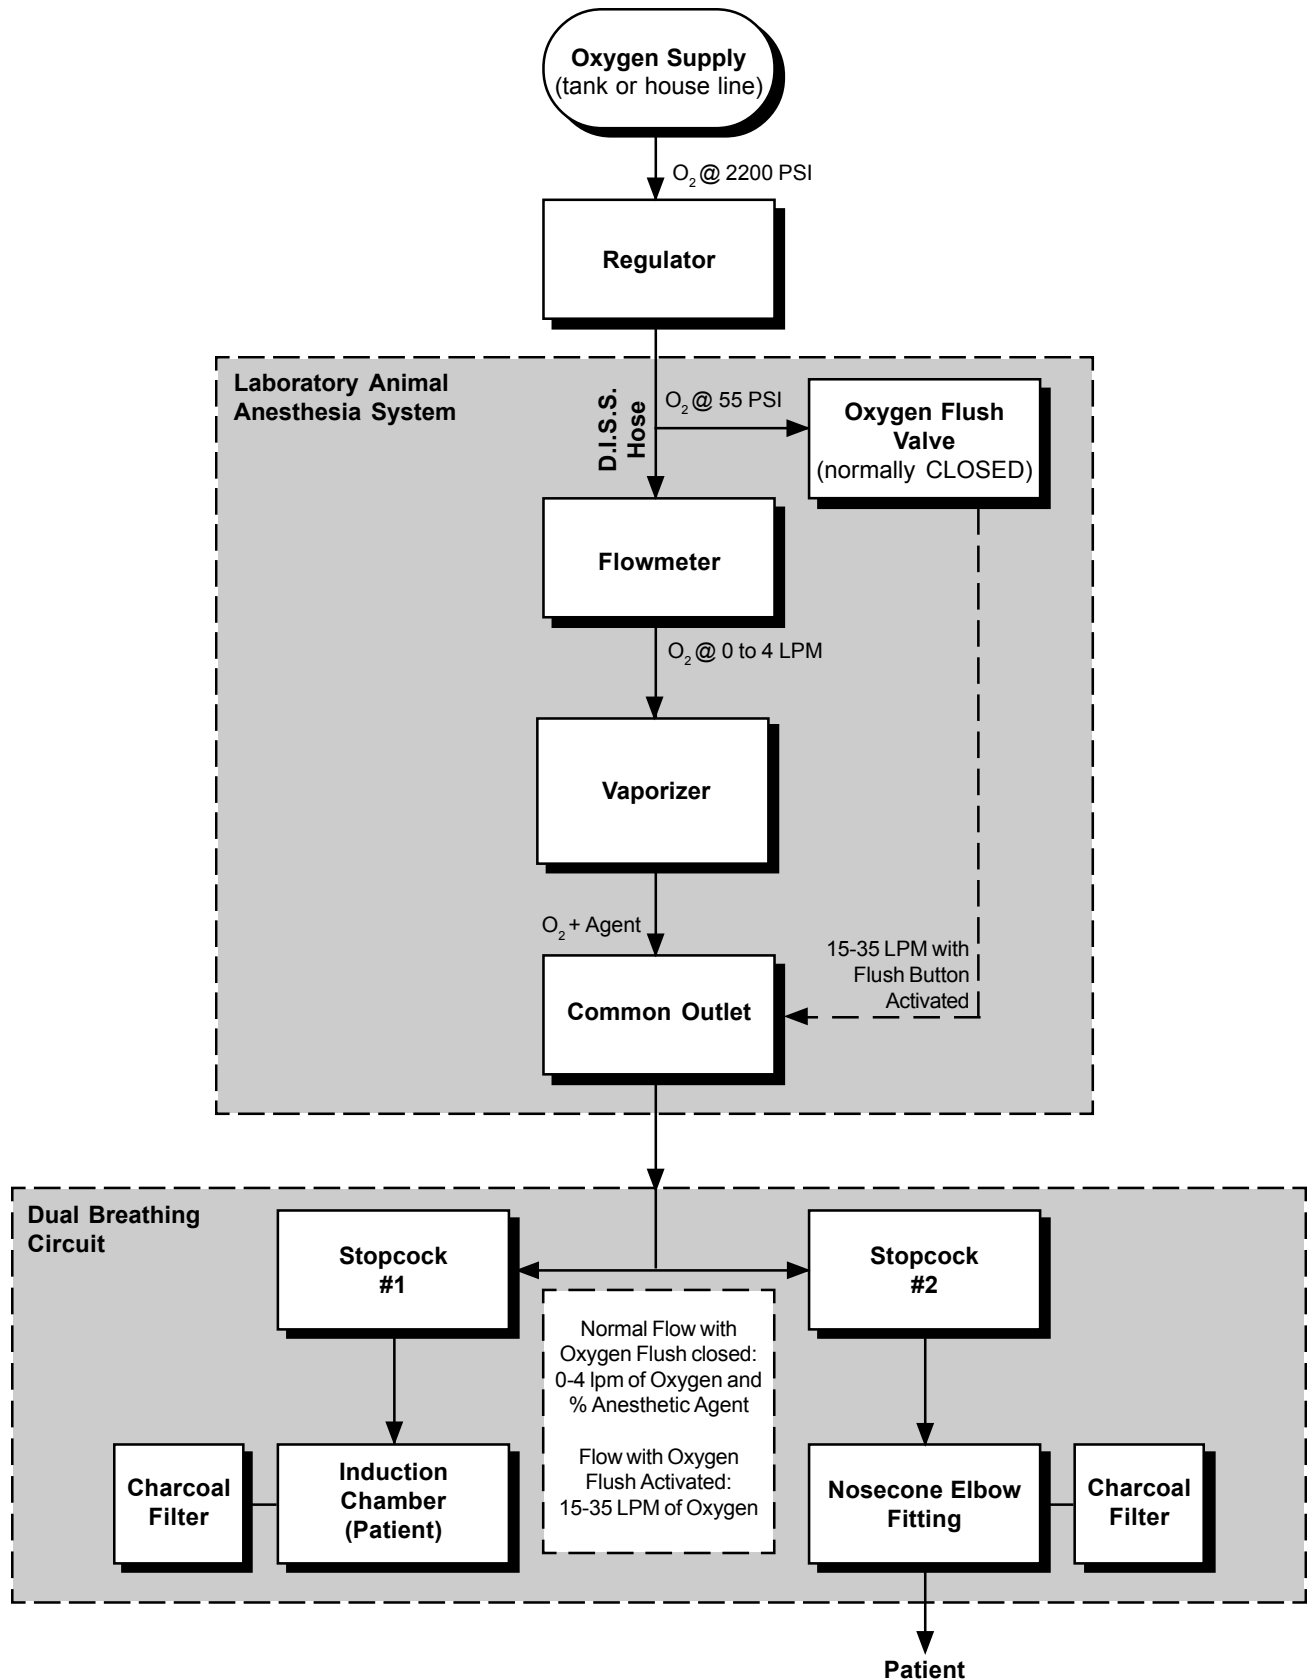 Oxygen Supply
(tank or house line)
O2 @ 2200 PSI
Regulator
Laboratory Animal
Anesthesia System
D.I.S.S.
Hose
O2 @ 55 PSI
Oxygen Flush
Valve
(normally CLOSED)
Flowmeter
O2 @ 0 to 4 LPM
Vaporizer
O2 + Agent
15-35 LPM with
Flush Button
Activated
Common Outlet
Dual Breathing
Circuit
Stopcock
#1
Stopcock
#2
Normal Flow with
Oxygen Flush closed:
0-4 lpm of Oxygen and
% Anesthetic Agent
Flow with Oxygen
Flush Activated:
15-35 LPM of Oxygen
Charcoal
Filter
Induction
Chamber
(Patient)
Nosecone Elbow
Fitting
Charcoal
Filter
Patient